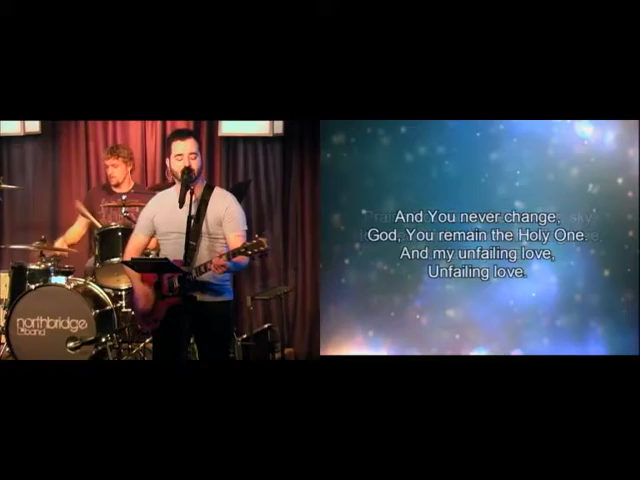 northbridge
band
And You never change,
God, You remain the Holy One.
And my unfailing love,
Unfailing love.